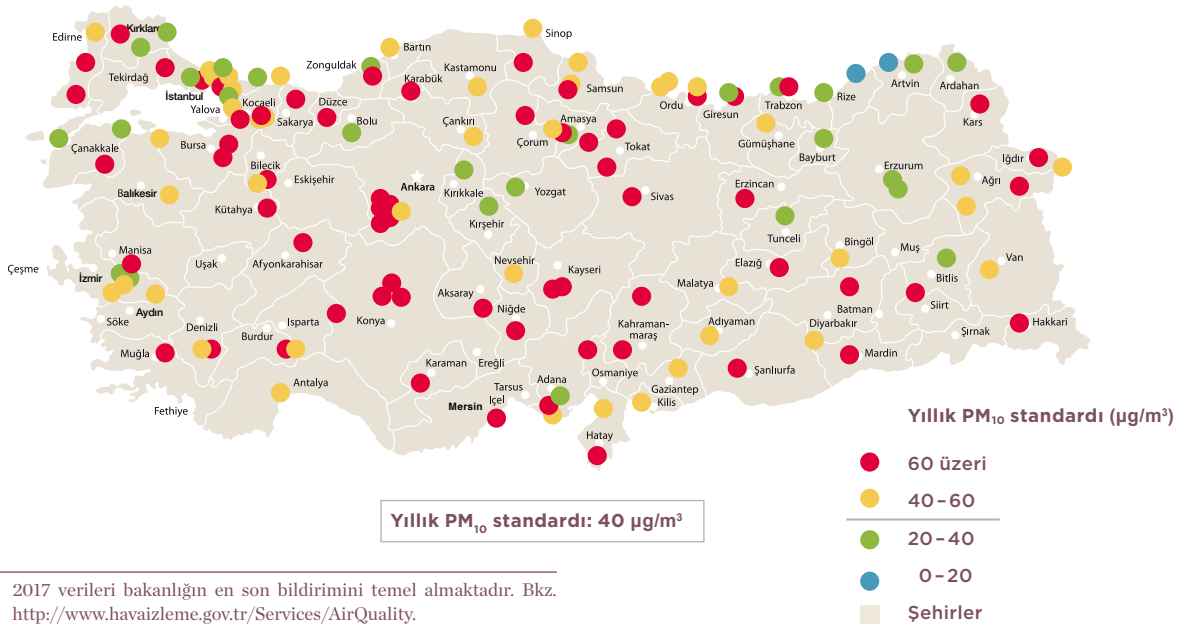 Kırklareli
Edirne
Tekirdağ
İstanbul
Yalova
Kocaeli
Sakarya
Düzce
Bolu
Zonguldak
Bartın
Karabük
Kastamonu
Sinop
Samsun
Çankırı
Çorum
Amasya
Tokat
Ordu
Giresun
Trabzon
Gümüşhane
Rize
Bayburt
Artvin
Ardahan
Kars
Çanakkale
Bursa
Bilecik
Balıkesir
Eskişehir
Kütahya
Ankara
Kırıkkale
Kırşehir
Yozgat
Sivas
Erzincan
Erzurum
Iğdır
Ağrı
Tunceli
Bingöl
Muş
Bitlis
Van
Çeşme
Manisa
İzmir
Uşak
Afyonkarahisar
Nevsehir
Kayseri
Aksaray
Niğde
Malatya
Elazığ
Batman
Siirt
Diyarbakır
Şırnak
Hakkari
Mardin
Söke
Aydın
Denizli
Burdur
Isparta
Konya
Muğla
Fethiye
Antalya
Karaman
Ereğli
Kahraman-
maraş
Adıyaman
Şanlıurfa
Mersin
Tarsus
Içel
Adana
Osmaniye
Gaziantep
Kilis
Hatay
Yıllık PM₁₀ standardı (µg/m³)
60 üzeri
40–60
20–40
0–20
Şehirler
Yıllık PM₁₀ standardı: 40 µg/m³
2017 verileri bakanlığın en son bildirimini temel almaktadır. Bkz.
http://www.havaizleme.gov.tr/Services/AirQuality.